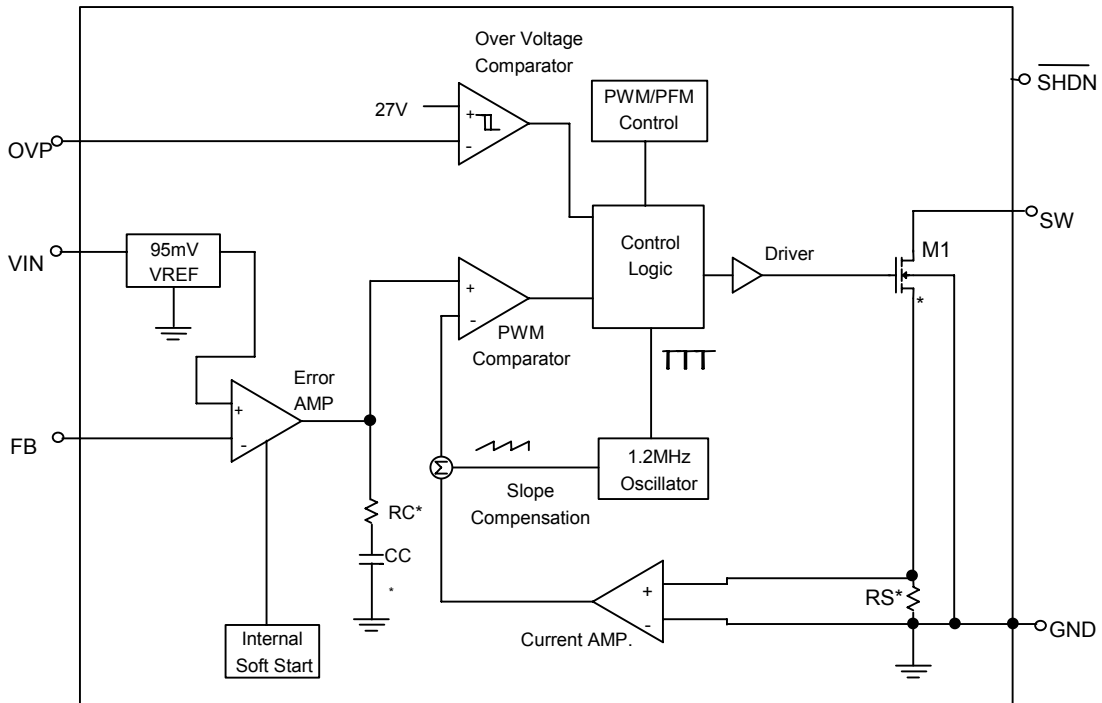 Over Voltage
Comparator
SHDN
27V
+
-
PWM/PFM
Control
OVP
SW
VIN
95mV
VREF
Control
Logic
Driver
M1
*
+
-
PWM
Comparator
Error
AMP
+
-
FB
1.2MHz
Oscillator
Σ
Slope
Compensation
RC*
CC
*
+
-
RS*
Current AMP.
GND
Internal
Soft Start